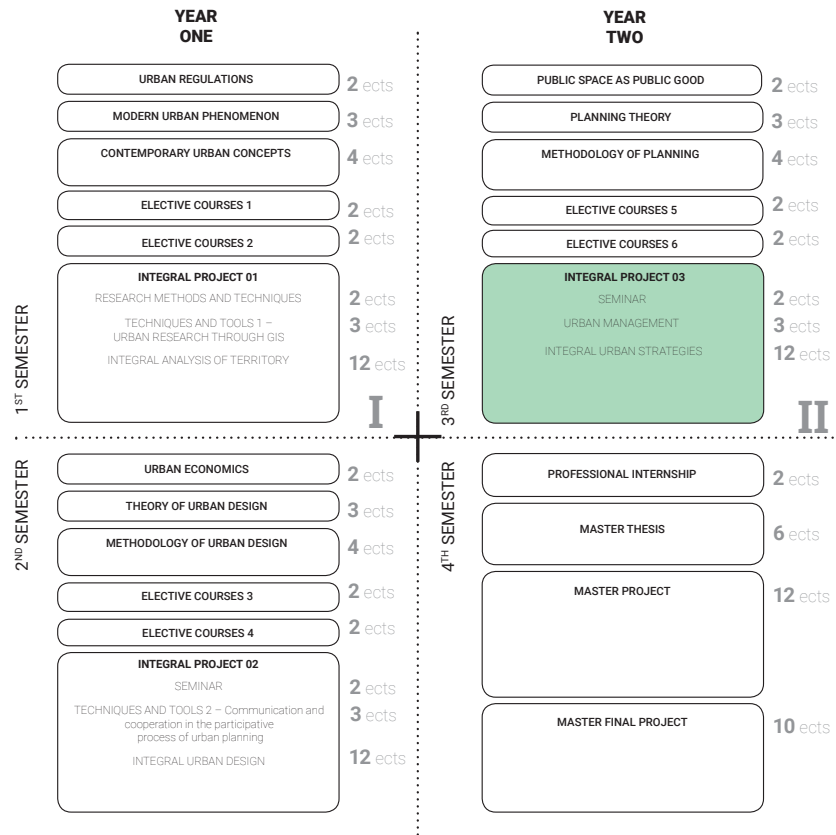 YEAR
ONE
1ST SEMESTER
URBAN REGULATIONS
2 ects
MODERN URBAN PHENOMENON
3 ects
CONTEMPORARY URBAN CONCEPTS
4 ects
ELECTIVE COURSES 1
2 ects
ELECTIVE COURSES 2
2 ects
INTEGRAL PROJECT 01
RESEARCH METHODS AND TECHNIQUES
2 ects
TECHNIQUES AND TOOLS 1 –
URBAN RESEARCH THROUGH GIS
3 ects
INTEGRAL ANALYSIS OF TERRITORY
12 ects
I
2ND SEMESTER
URBAN ECONOMICS
2 ects
THEORY OF URBAN DESIGN
3 ects
METHODOLOGY OF URBAN DESIGN
4 ects
ELECTIVE COURSES 3
2 ects
ELECTIVE COURSES 4
2 ects
INTEGRAL PROJECT 02
SEMINAR
2 ects
TECHNIQUES AND TOOLS 2 – Communication and
cooperation in the participative
process of urban planning
3 ects
INTEGRAL URBAN DESIGN
12 ects
YEAR
TWO
3RD SEMESTER
PUBLIC SPACE AS PUBLIC GOOD
2 ects
PLANNING THEORY
3 ects
METHODOLOGY OF PLANNING
4 ects
ELECTIVE COURSES 5
2 ects
ELECTIVE COURSES 6
2 ects
INTEGRAL PROJECT 03
SEMINAR
2 ects
URBAN MANAGEMENT
3 ects
INTEGRAL URBAN STRATEGIES
12 ects
II
4TH SEMESTER
PROFESSIONAL INTERNSHIP
2 ects
MASTER THESIS
6 ects
MASTER PROJECT
12 ects
MASTER FINAL PROJECT
10 ects